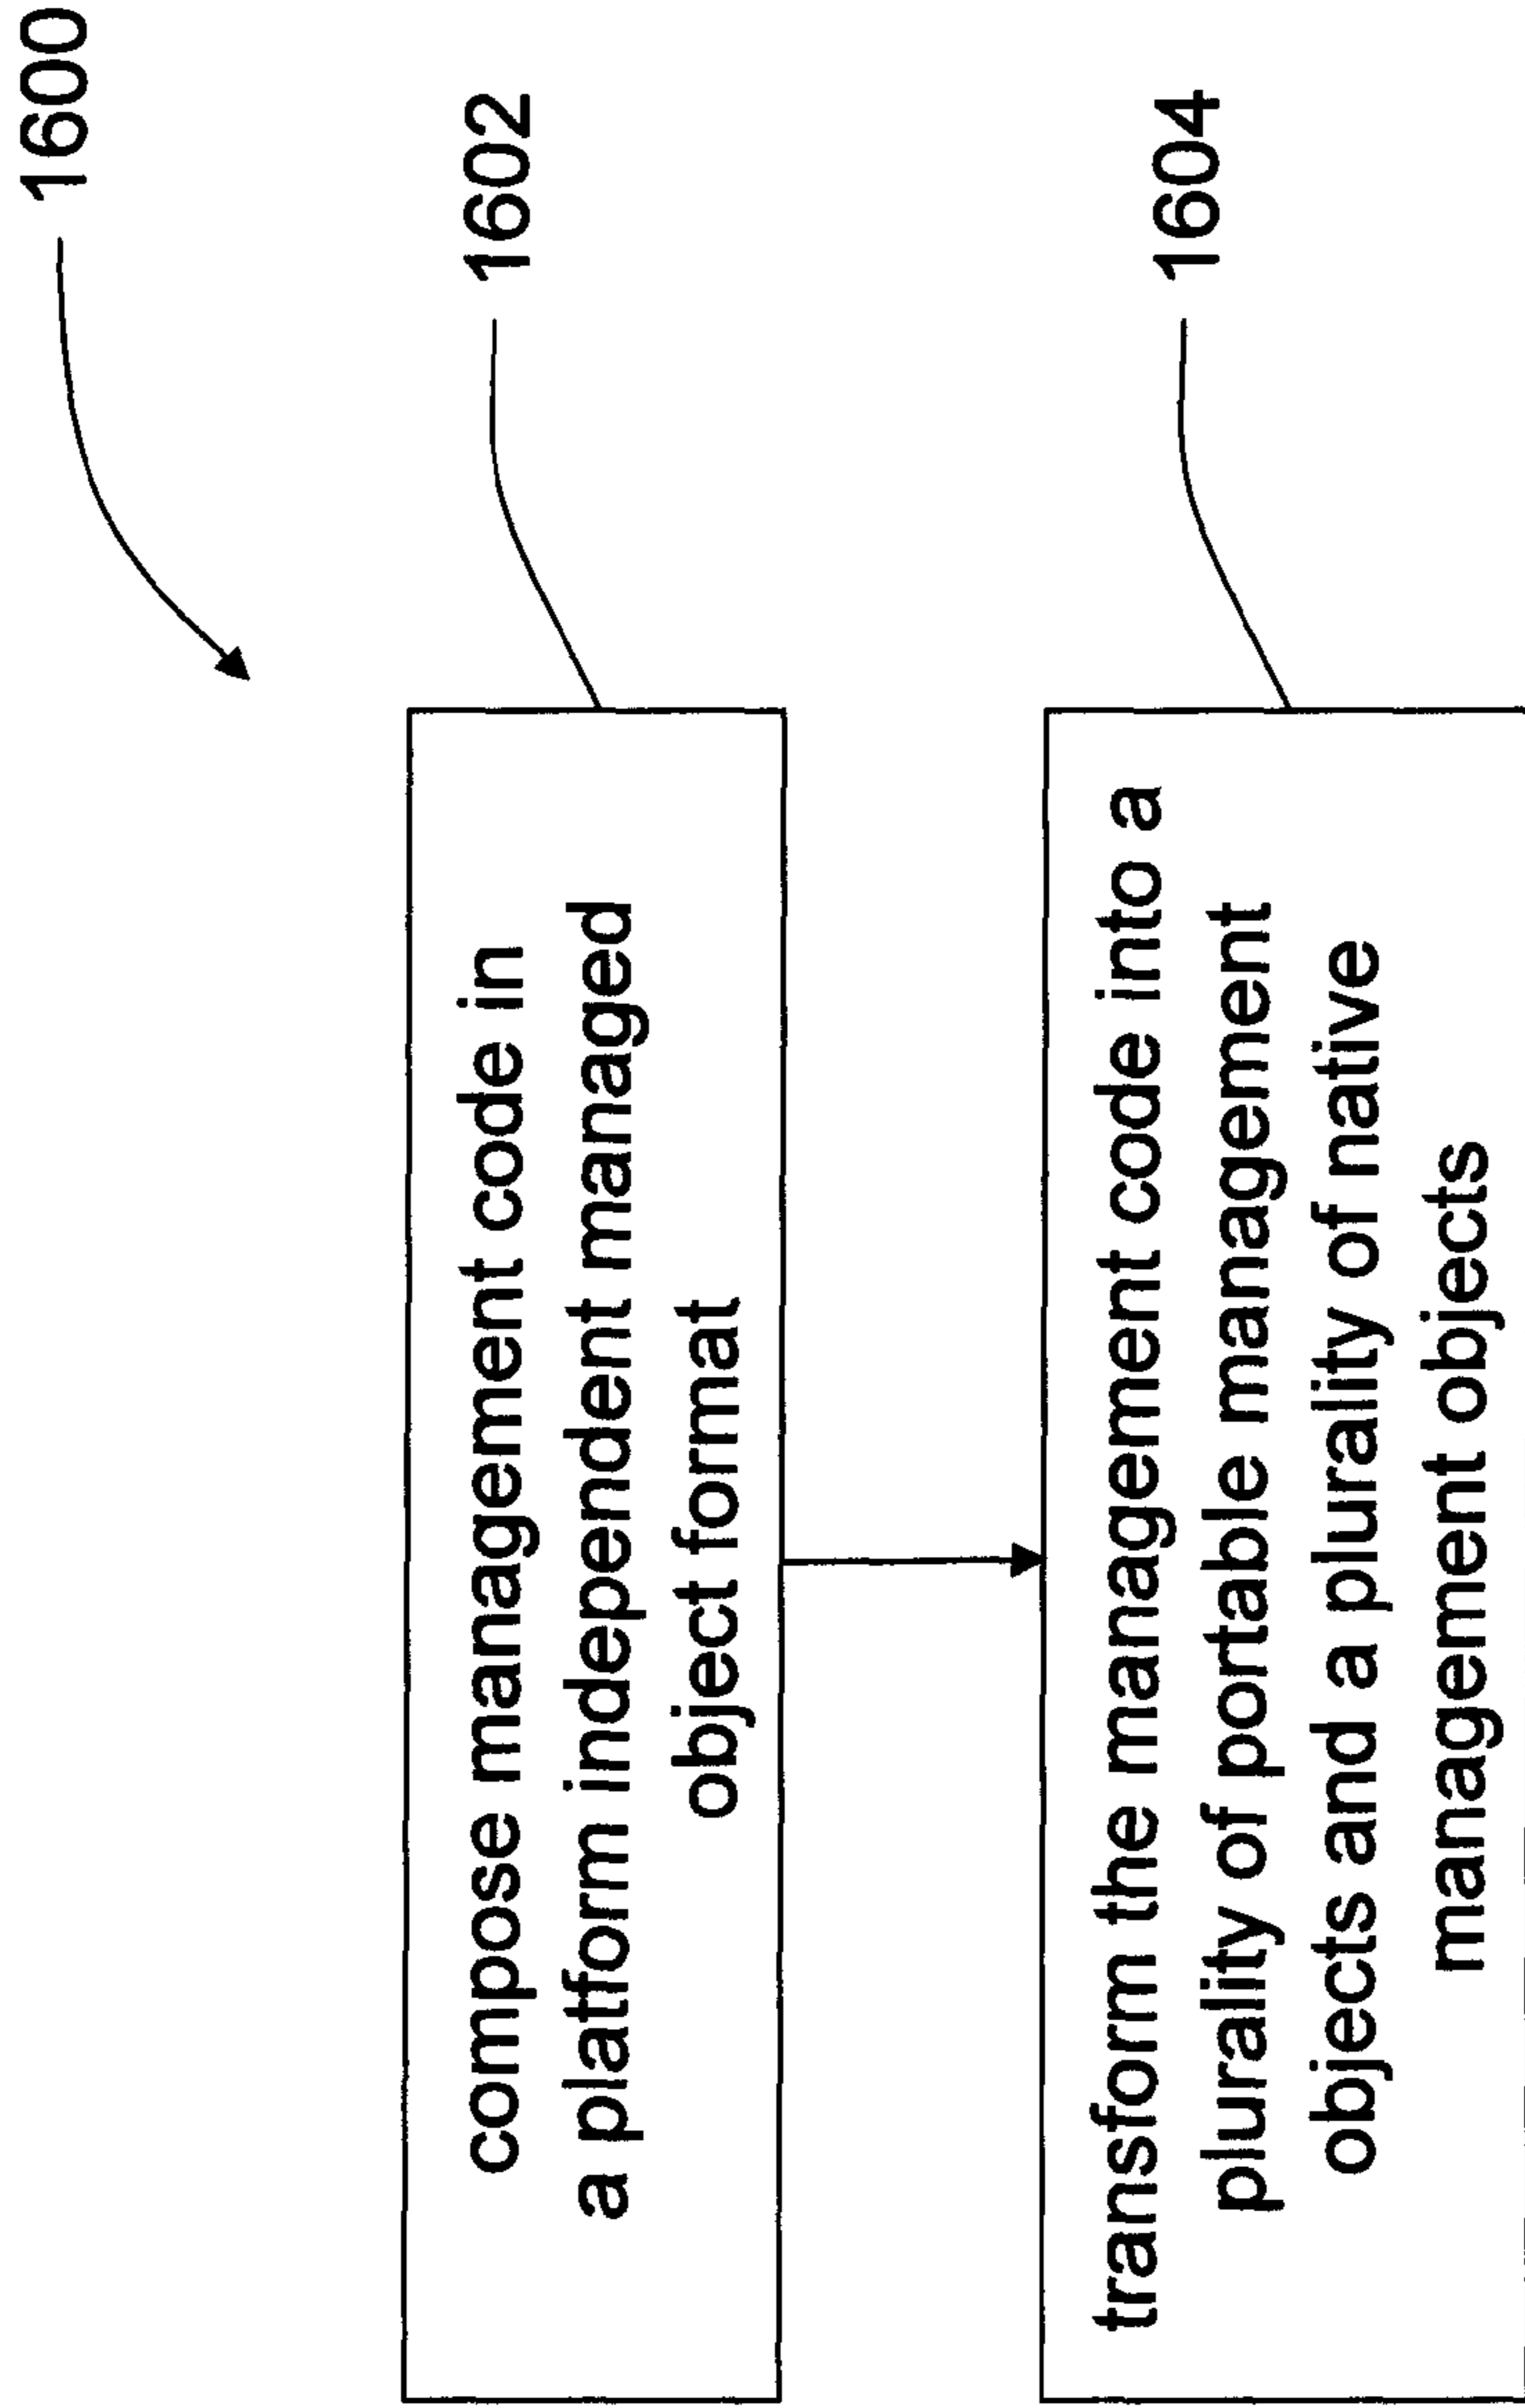 1600
compose management code in
a platform independent managed
object format
1602
transform the management code into a
plurality of portable management
objects and a plurality of native
management objects
1604